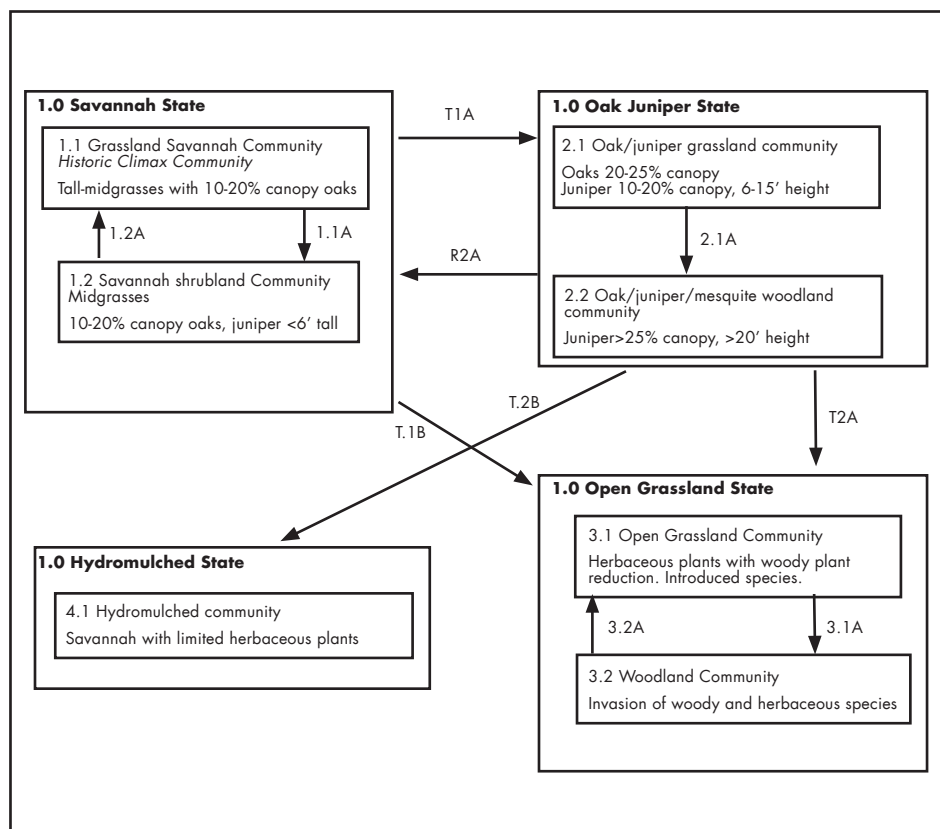 1.0 Savannah State
1.1 Grassland Savannah Community
Historic Climax Community
Tall-midgrasses with 10-20% canopy oaks
1.2A
1.1A
1.2 Savannah shrubland Community
Midgrasses
10-20% canopy oaks, juniper <6’ tall
T1A
R2A
1.0 Oak Juniper State
2.1 Oak/juniper grassland community
Oaks 20-25% canopy
Juniper 10-20% canopy, 6-15’ height
2.1A
2.2 Oak/juniper/mesquite woodland
community
Juniper>25% canopy, >20’ height
T.1B
T.2B
T2A
1.0 Hydromulched State
4.1 Hydromulched community
Savannah with limited herbaceous plants
1.0 Open Grassland State
3.1 Open Grassland Community
Herbaceous plants with woody plant
reduction. Introduced species.
3.2A
3.1A
3.2 Woodland Community
Invasion of woody and herbaceous species